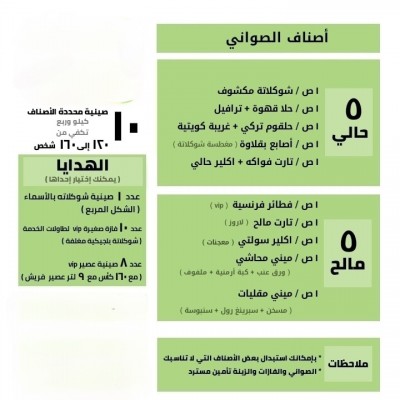 أصناف الصواني
٥ حالي
١ ص / شوكلاتة مكشوف
١ ص / حلا قهوة + ترافيل
١ ص / حلقوم تركي + غريبة كويتية
١ ص / أصابع بقلاوة ( مغطسة شوكلاتة )
١ ص / تارت فواكه + اكلير حالي
٥ مالح
١ ص / فطائر فرنسية ( vip )
١ ص / تارت مالح ( لاروز )
١ ص / اكلير سولتي ( معجنات )
١ ص / ميني محاشي
( ورق عنب + كبة أرمنية + ملفوف )
١ ص / ميني مقليات
( مسخن + سبرينغ رول + سنبوسة )
ملاحظات
* بإمكانك استبدال بعض الأصناف التي لا تناسبك
* الصواني والفازات والزينة تأمين مسترد
١٠ صينية محددة الأصناف
كيلو وربع
تكفي من
١٢٠ إلى ١٦٠ شخص
الهدايا
( يمكنك إختيار إحداها )
عدد ١ صينية شوكلاته بالأسماء
( الشكل المربع )
عدد ١٠ فازة صغيرة vip لطاولات الخدمة
( شوكلاتة بلجيكية مغلفة )
عدد ٨ صينية عصير vip
( مع ١٦٠ كأس مع ٩ لتر عصير فريش )